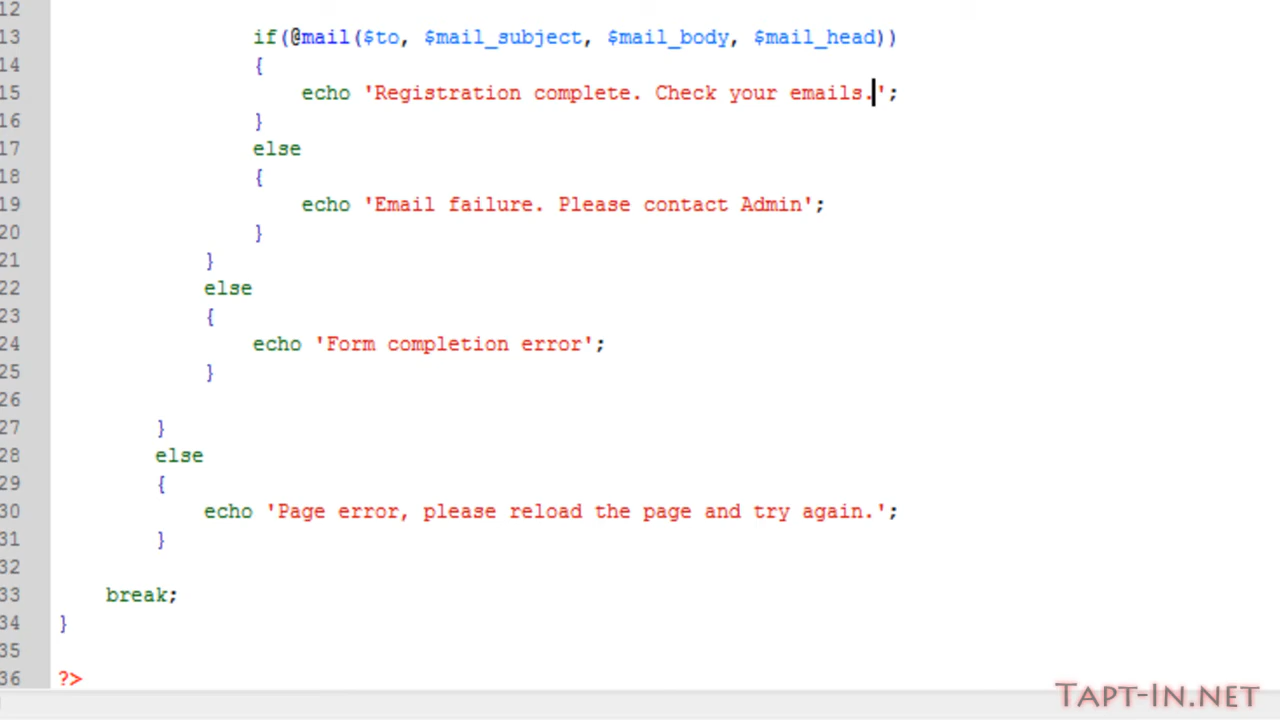 12
13 if(@mail($to, $mail_subject, $mail_body, $mail_head))
14 {
15 echo 'Registration complete. Check your emails.';
16 }
17 else
18 {
19 echo 'Email failure. Please contact Admin';
20 }
21 }
22 else
23 {
24 echo 'Form completion error';
25 }
26
27 }
28 else
29 {
30 echo 'Page error, please reload the page and try again.';
31 }
32
33 break;
34 }
35
36 ?>
Tapt-In.net